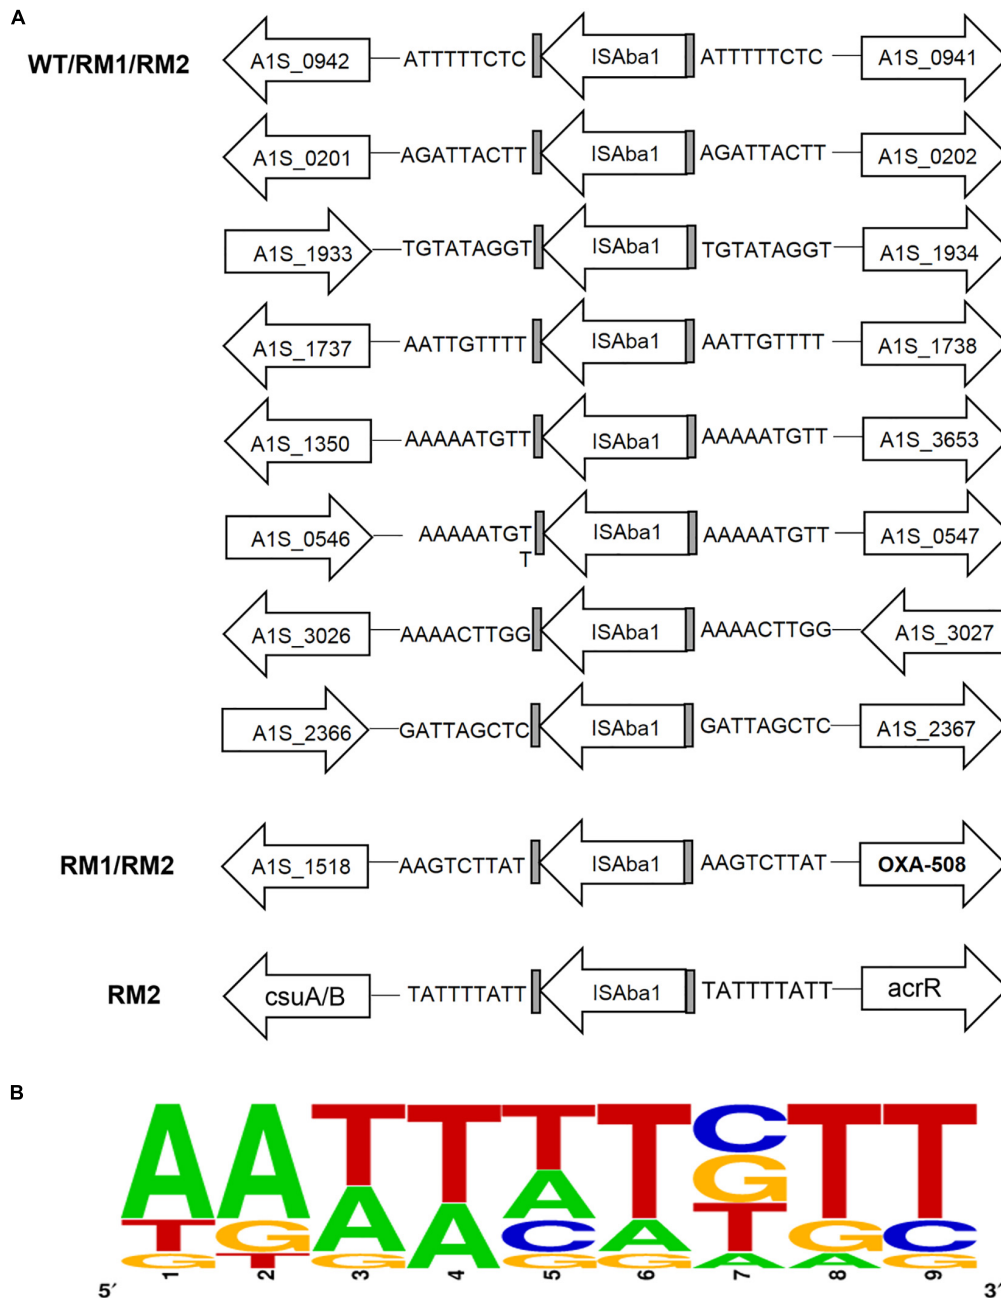 A
WT/RM1/RM2
A1S_0942 ATTTTTCTC ISAba1 ATTTTTCTC A1S_0941
A1S_0201 AGATTACTT ISAba1 AGATTACTT A1S_0202
A1S_1933 TGTATAGGT ISAba1 TGTATAGGT A1S_1934
A1S_1737 AATTGTTTT ISAba1 AATTGTTTT A1S_1738
A1S_1350 AAAAATGTT ISAba1 AAAAATGTT A1S_3653
A1S_0546 AAAAATGT ISAba1 AAAAATGTT A1S_0547
T
A1S_3026 AAAACTTGG ISAba1 AAAACTTGG A1S_3027
A1S_2366 GATTAGCTC ISAba1 GATTAGCTC A1S_2367
RM1/RM2
A1S_1518 AAGTCTTAT ISAba1 AAGTCTTAT OXA-508
RM2
csuA/B TATTTTATT ISAba1 TATTTTATT acrR
B
A A T T T T C T T
G
A T
T G A A C A G C
G T G G G A A G
5′ 1 2 3 4 5 6 7 8 9 3′